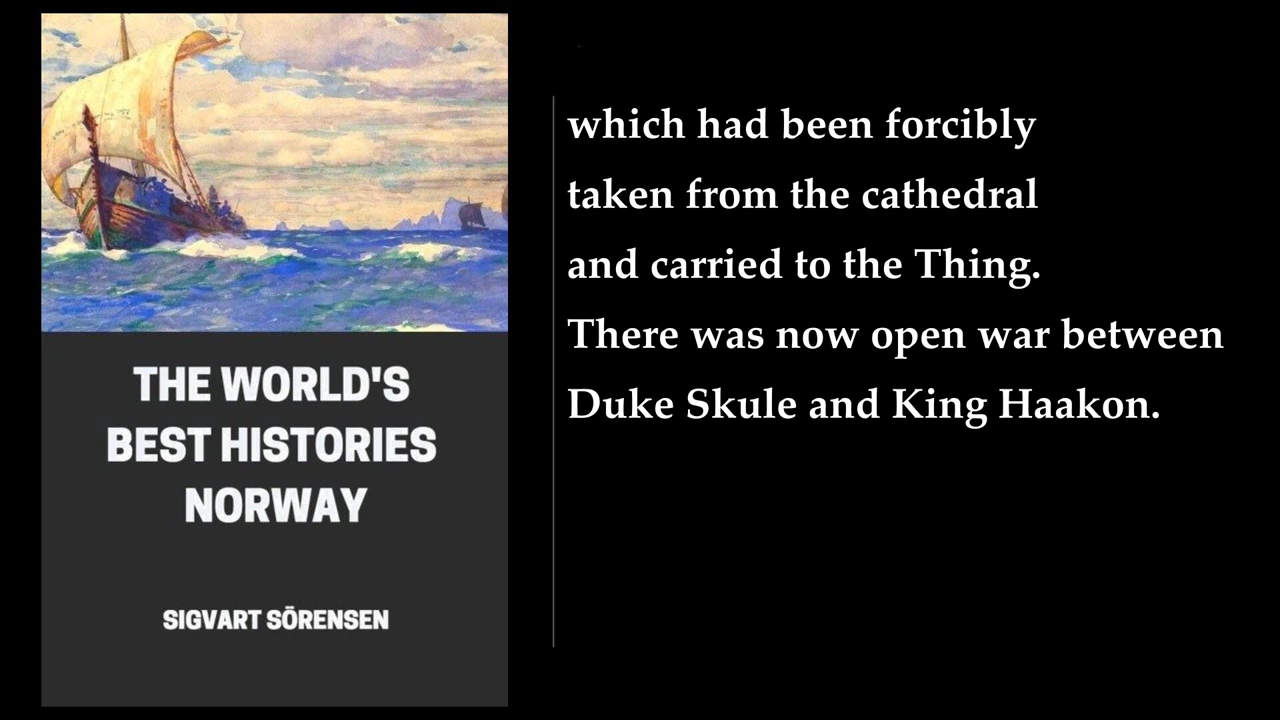 THE WORLD'S
BEST HISTORIES
NORWAY
SIGVART SÖRENSEN
which had been forcibly
taken from the cathedral
and carried to the Thing.
There was now open war between
Duke Skule and King Haakon.